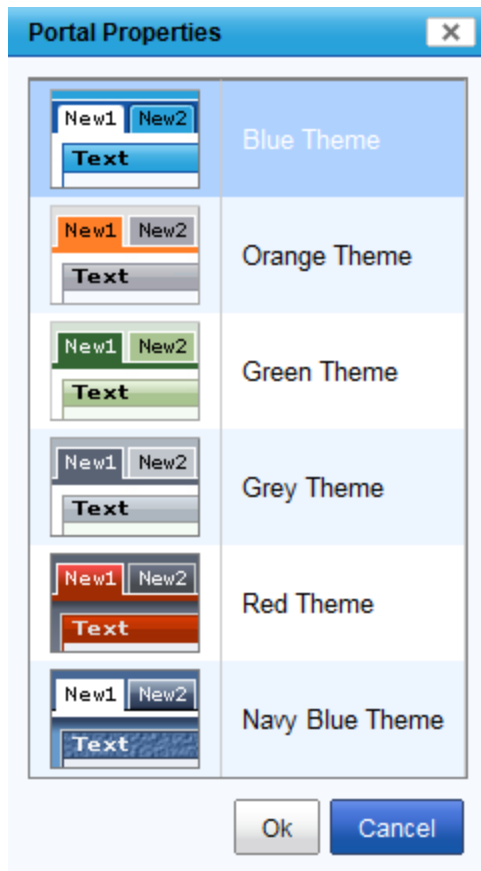 Portal Properties
New1 New2
Text
Blue Theme
New1 New2
Text
Orange Theme
New1 New2
Text
Green Theme
New1 New2
Text
Grey Theme
New1 New2
Text
Red Theme
New1 New2
Text
Navy Blue Theme
Ok Cancel